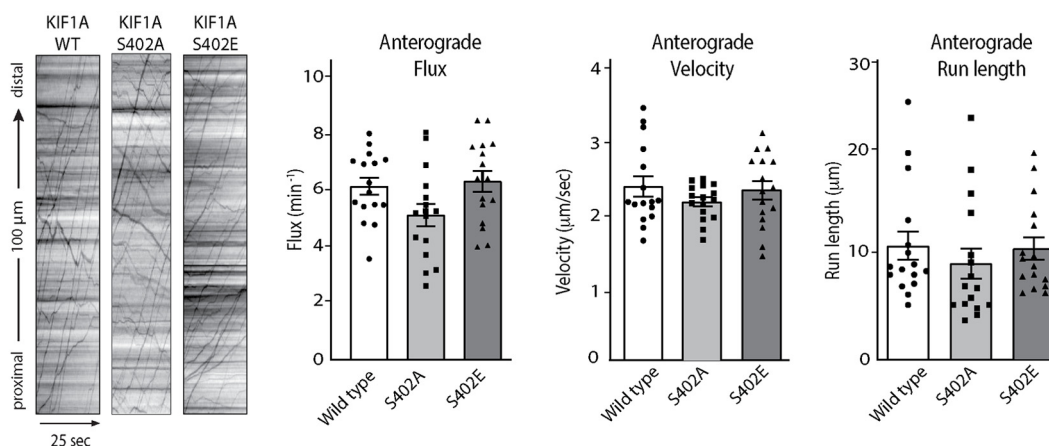 KIF1A
WT
KIF1A
S402A
KIF1A
S402E
distal
100 μm
proximal
25 sec
Anterograde
Flux
Flux (min⁻¹)
10
8
6
4
2
0
Wild type
S402A
S402E
Anterograde
Velocity
Velocity (μm/sec)
4
3
2
1
0
Wild type
S402A
S402E
Anterograde
Run length
Run length (μm)
30
20
10
0
Wild type
S402A
S402E